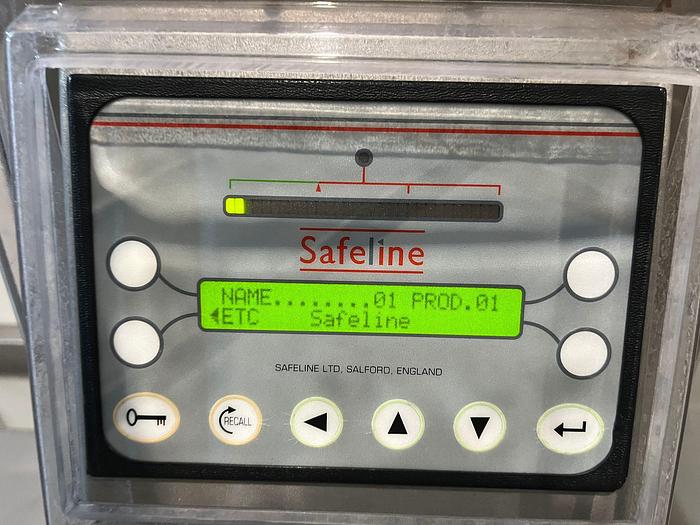 Safeline
NAME........01 PROD.01
◄ETC Safeline
SAFELINE LTD, SALFORD, ENGLAND
RECALL